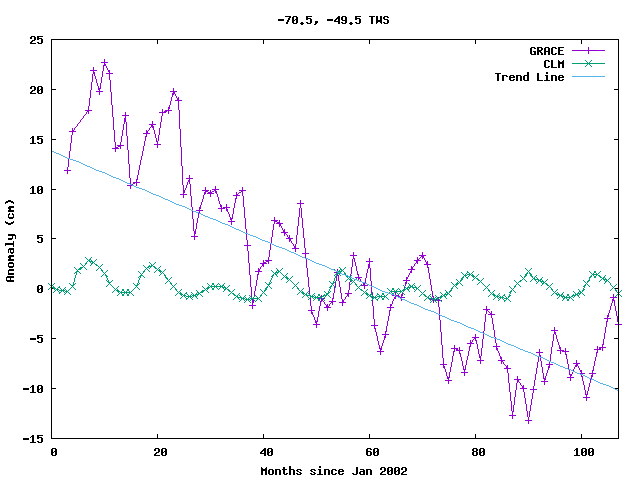 -70.5, -49.5 TWS
GRACE
CLM
Trend Line
25
20
15
10
5
0
-5
-10
-15
Anomaly (cm)
0 20 40 60 80 100
Months since Jan 2002